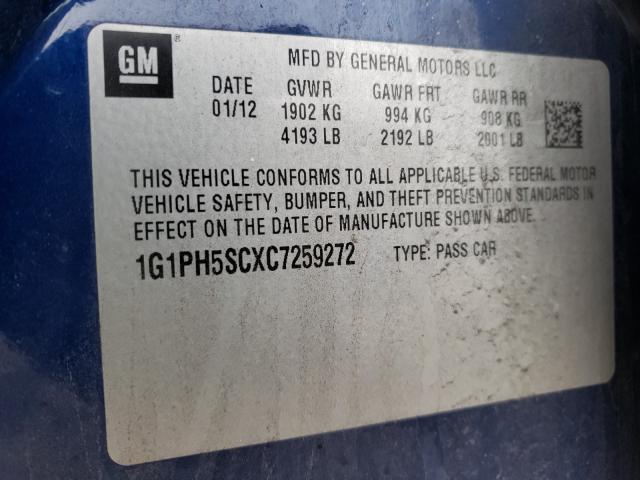 GM
®
MFD BY GENERAL MOTORS LLC
DATE GVWR GAWR FRT GAWR RR
01/12 1902 KG 994 KG 908 KG
4193 LB 2192 LB 2001 LB
THIS VEHICLE CONFORMS TO ALL APPLICABLE U.S. FEDERAL MOTOR
VEHICLE SAFETY, BUMPER, AND THEFT PREVENTION STANDARDS IN
EFFECT ON THE DATE OF MANUFACTURE SHOWN ABOVE.
1G1PH5SCXC7259272 TYPE: PASS CAR